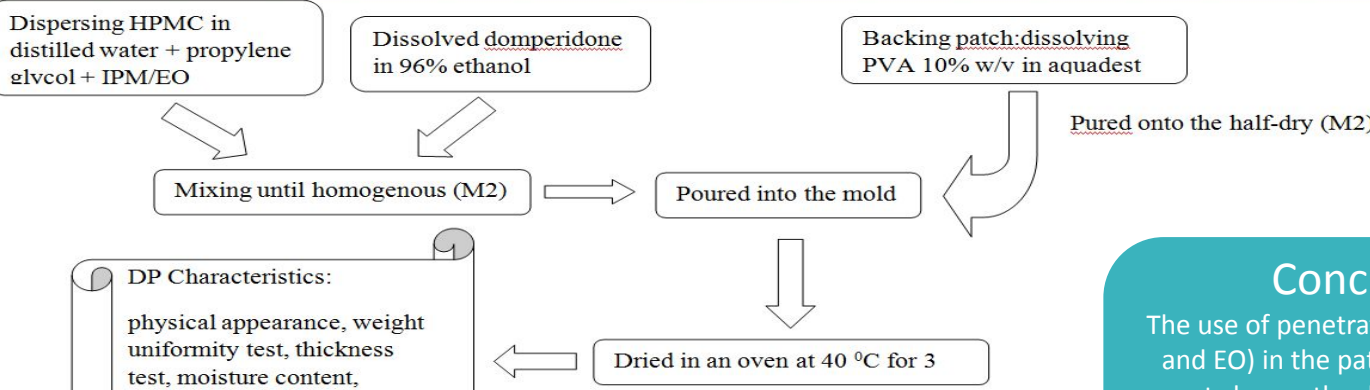 Dispersing HPMC in
distilled water + propylene
glycol + IPM/EO
Dissolved domperidone
in 96% ethanol
Backing patch:dissolving
PVA 10% w/v in aquadest
Pured onto the half-dry (M2)
Mixing until homogenous (M2)
Poured into the mold
DP Characteristics:
physical appearance, weight
uniformity test, thickness
test, moisture content,
Dried in an oven at 40 ⁰C for 3
Conc
The use of penetra
and EO) in the pat